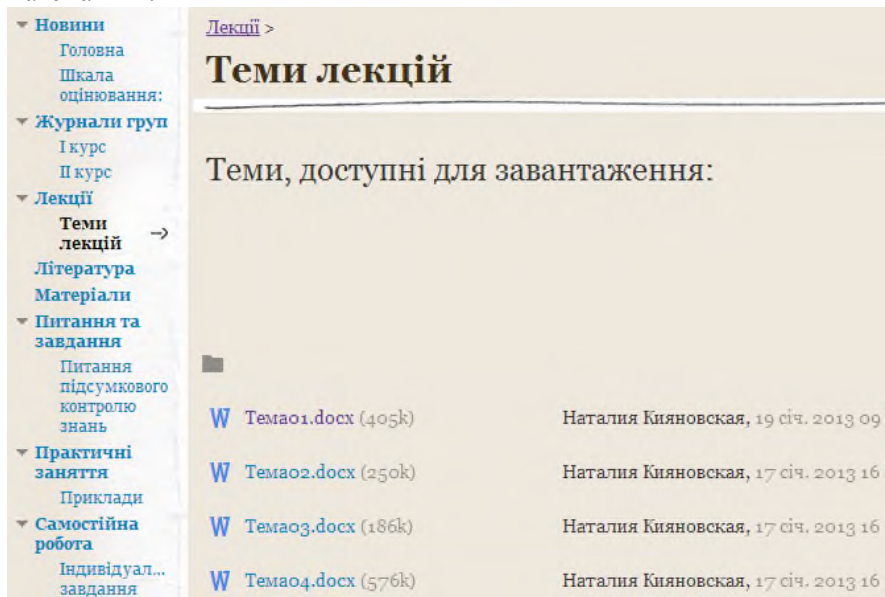 Новини
Головна
Шкала
оцінювання:
Журнали груп
І курс
ІІ курс
Лекції
Теми
лекцій
Література
Матеріали
Питання та
завдання
Питання
підсумкового
контролю
знань
Практичні
заняття
Приклади
Самостійна
робота
Індивідуал...
завдання
Лекції >
Теми лекцій
Теми, доступні для завантаження:
Тема01.docx (405k) Наталия Кияновская, 19 січ. 2013 09
Тема02.docx (250k) Наталия Кияновская, 17 січ. 2013 16
Тема03.docx (186k) Наталия Кияновская, 17 січ. 2013 16
Тема04.docx (576k) Наталия Кияновская, 17 січ. 2013 16